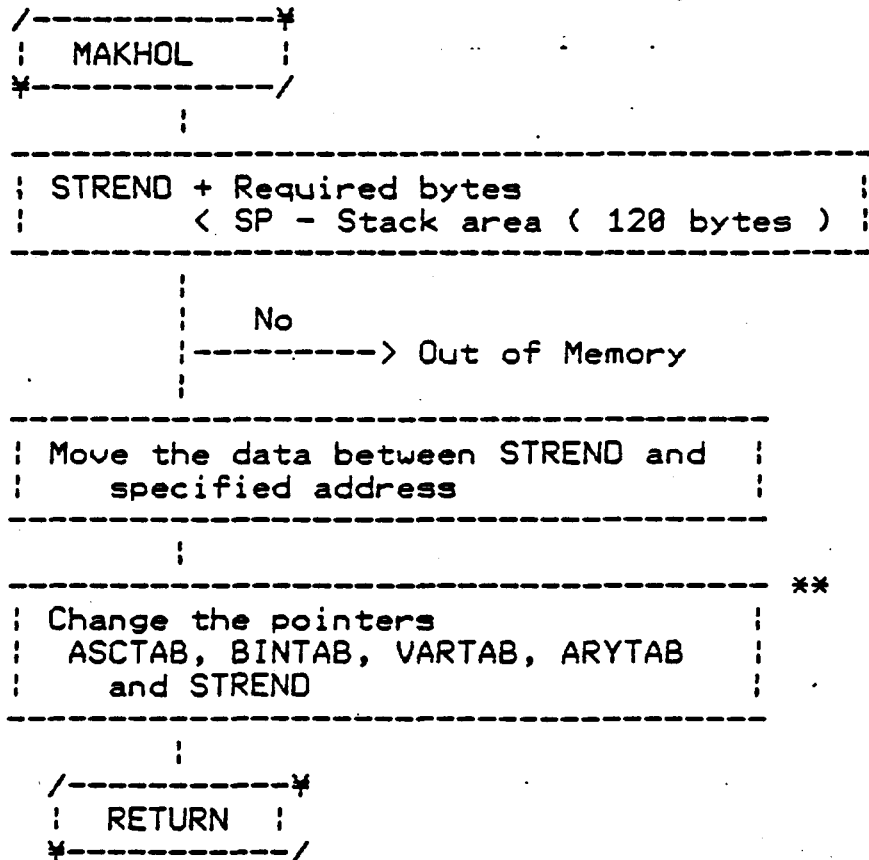 /------------¥
¦ MAKHOL ¦
¥------------/
¦
¦ STREND + Required bytes ¦
¦ < SP - Stack area ( 120 bytes ) ¦
¦
¦ No
¦---------> Out of Memory
¦
¦ Move the data between STREND and ¦
¦ specified address ¦
¦
**
¦ Change the pointers ¦
¦ ASCTAB, BINTAB, VARTAB, ARYTAB ¦
¦ and STREND ¦
¦
/------------¥
¦ RETURN ¦
¥------------/